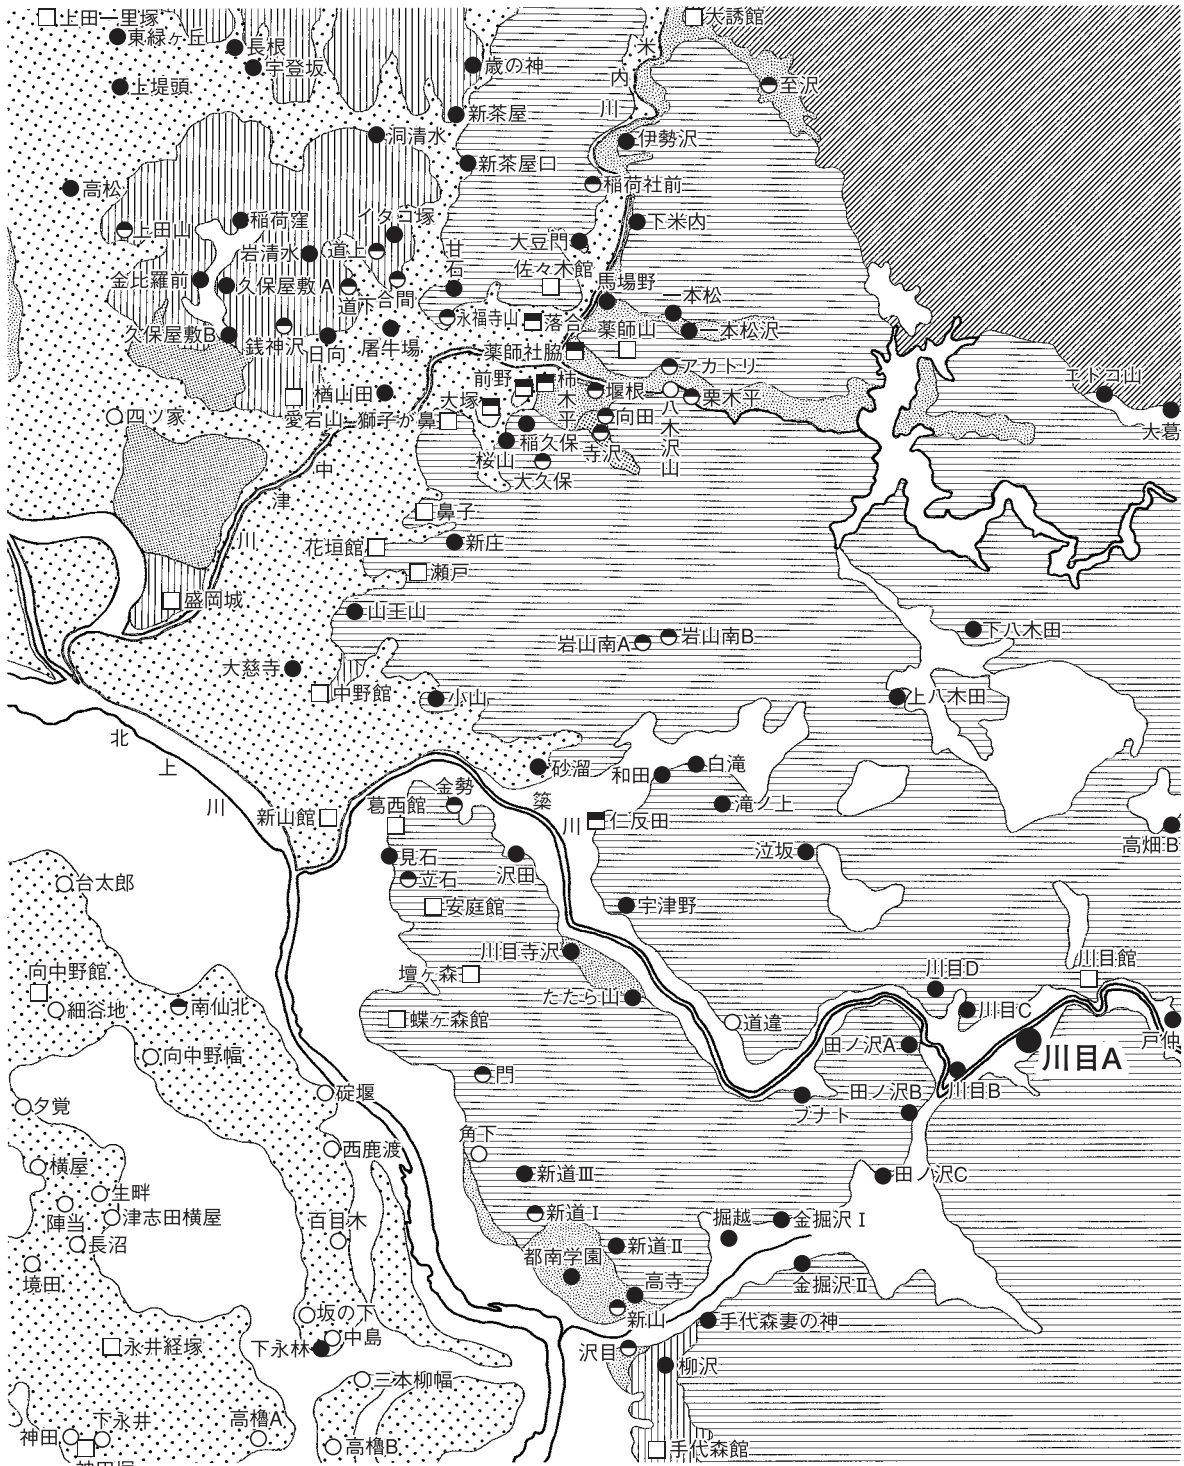 上田一里塚
大誘館
東緑ヶ丘
長根
宇登坂
歳の神
米内川
至沢
上堤頭
新茶屋
洞清水
伊勢沢
新茶屋口
高松
稲荷社前
イタコ塚
稲荷窪
下米内
上田山
大豆門
甘石
岩清水
道上
佐々木館
金比羅前
久保屋敷A
道下
合間
馬場野
一本松
永福寺山
落合
薬師山
一本松沢
久保屋敷B
銭神沢
日向
屠牛場
薬師社脇
アカトリ
前野
柿木平
堰根
栗木平
エトコ山
楢山田
大塚
八木沢山
大葛
四ツ家
愛宕山
獅子が鼻
向田
稲久保
寺沢
桜山
大久保
中津川
鼻子
花垣館
新庄
瀬戸
盛岡城
山王山
下八木田
岩山南A
岩山南B
大慈寺
中野館
小山
上八木田
北上川
砂溜
和田
白滝
金勢
簗川
滝ノ上
葛西館
新山館
仁反田
高畑B
見石
沢田
泣坂
台太郎
立石
安庭館
宇津野
川目寺沢
川目館
向中野館
壇ヶ森
川目D
たたら山
細谷地
南仙北
蝶ヶ森館
道違
川目C
戸仲
田ノ沢A
川目A
向中野幅
門
碇堰
田ノ沢B
川目B
夕覚
ブナト
角下
西鹿渡
横屋
新道Ⅲ
田ノ沢C
生畔
陣当
津志田横屋
百目木
新道Ⅰ
掘越
金掘沢Ⅰ
長沼
都南学園
新道Ⅱ
境田
高寺
金掘沢Ⅱ
坂の下
新山
手代森妻の神
中島
永井経塚
下永林
沢目
柳沢
三本柳幅
下永井
高櫓A
神田
高櫓B
手代森館